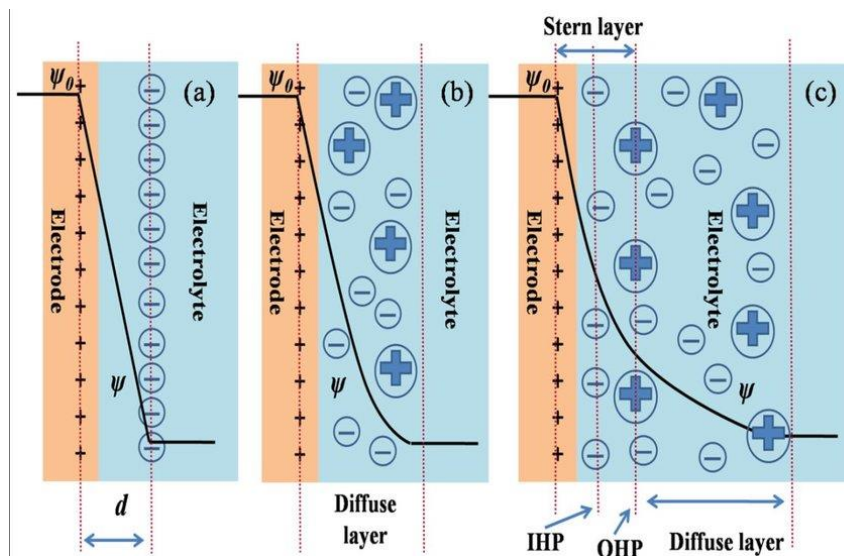 Stern layer
ψ0
(a)
Electrode
Electrolyte
ψ
d
ψ0
(b)
Electrode
Electrolyte
ψ
Diffuse
layer
ψ0
(c)
Electrode
Electrolyte
ψ
IHP
OHP
Diffuse layer